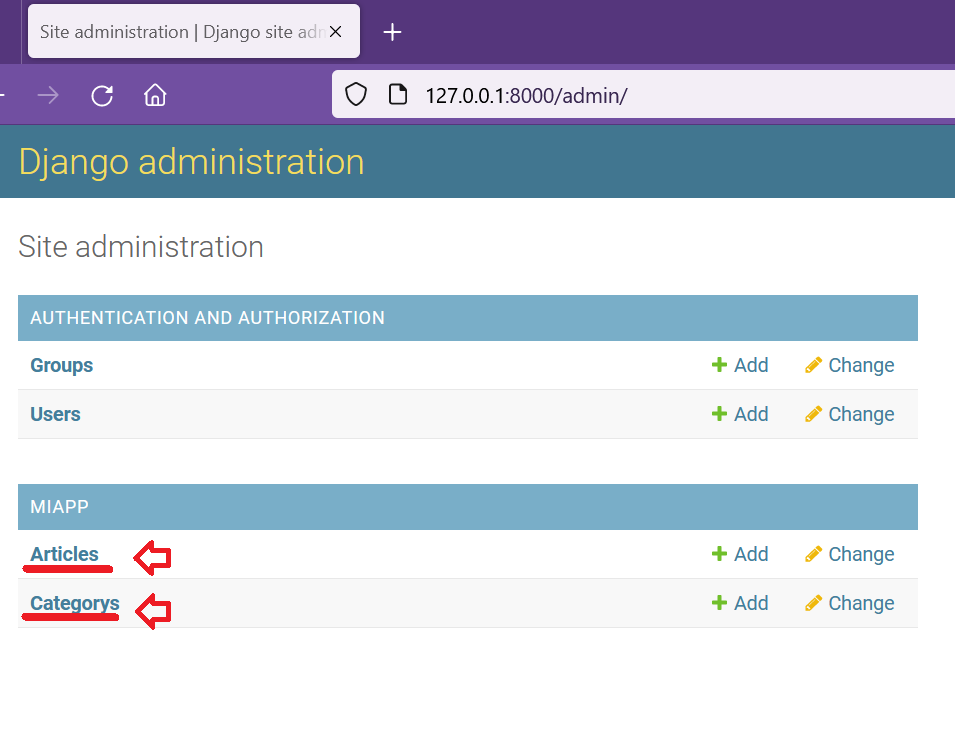 Site administration | Django site adm
127.0.0.1:8000/admin/
Django administration
Site administration
AUTHENTICATION AND AUTHORIZATION
Groups Add Change
Users Add Change
MIAPP
Articles Add Change
Categorys Add Change